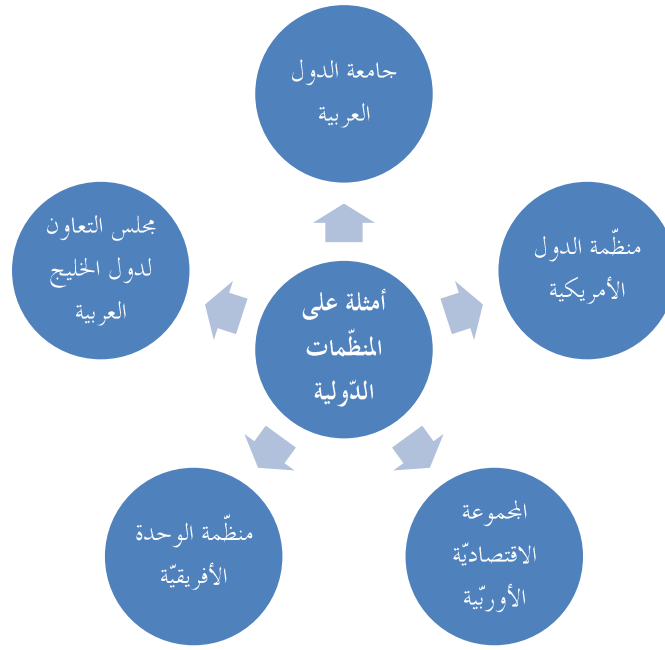 جامعة الدول
العربية
منظّمة الدول
الأمريكية
المجموعة
الاقتصاديّة
الأوربّية
منظّمة الوحدة
الأفريقيّة
مجلس التعاون
لدول الخليج
العربية
أمثلة على
المنظّمات
الدّولية